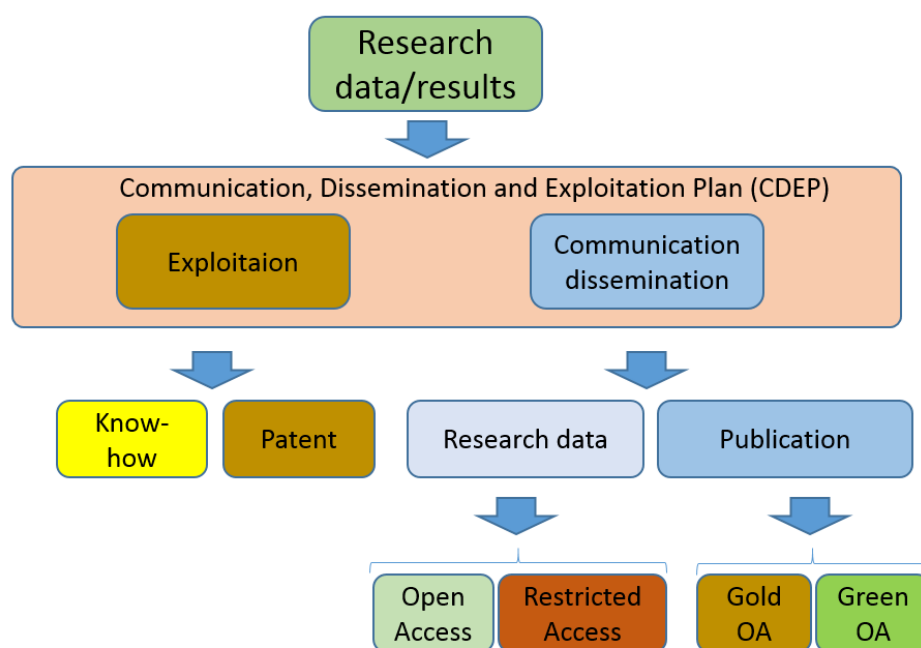 Research
data/results
Communication, Dissemination and Exploitation Plan (CDEP)
Exploitaion
Communication
dissemination
Know-
how
Patent
Research data
Publication
Open
Access
Restricted
Access
Gold
OA
Green
OA